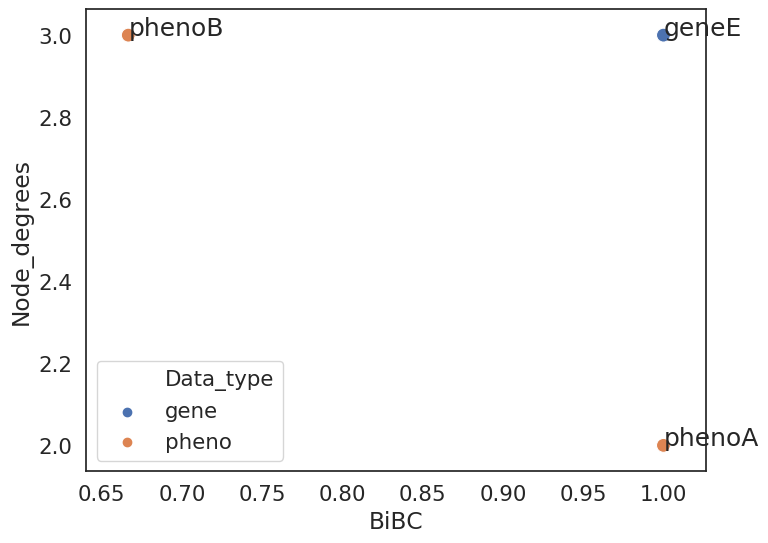 phenoB
geneE
3.0
2.8
2.6
2.4
2.2
2.0
Node_degrees
Data_type
gene
pheno
phenoA
0.65 0.70 0.75 0.80 0.85 0.90 0.95 1.00
BiBC